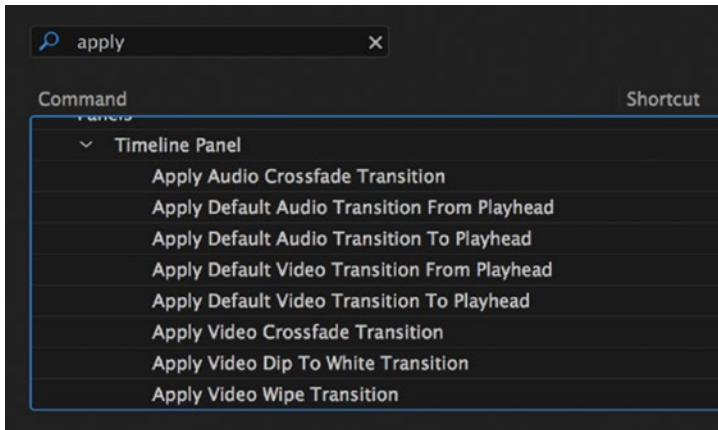 apply
Command Shortcut
Panels
Timeline Panel
Apply Audio Crossfade Transition
Apply Default Audio Transition From Playhead
Apply Default Audio Transition To Playhead
Apply Default Video Transition From Playhead
Apply Default Video Transition To Playhead
Apply Video Crossfade Transition
Apply Video Dip To White Transition
Apply Video Wipe Transition